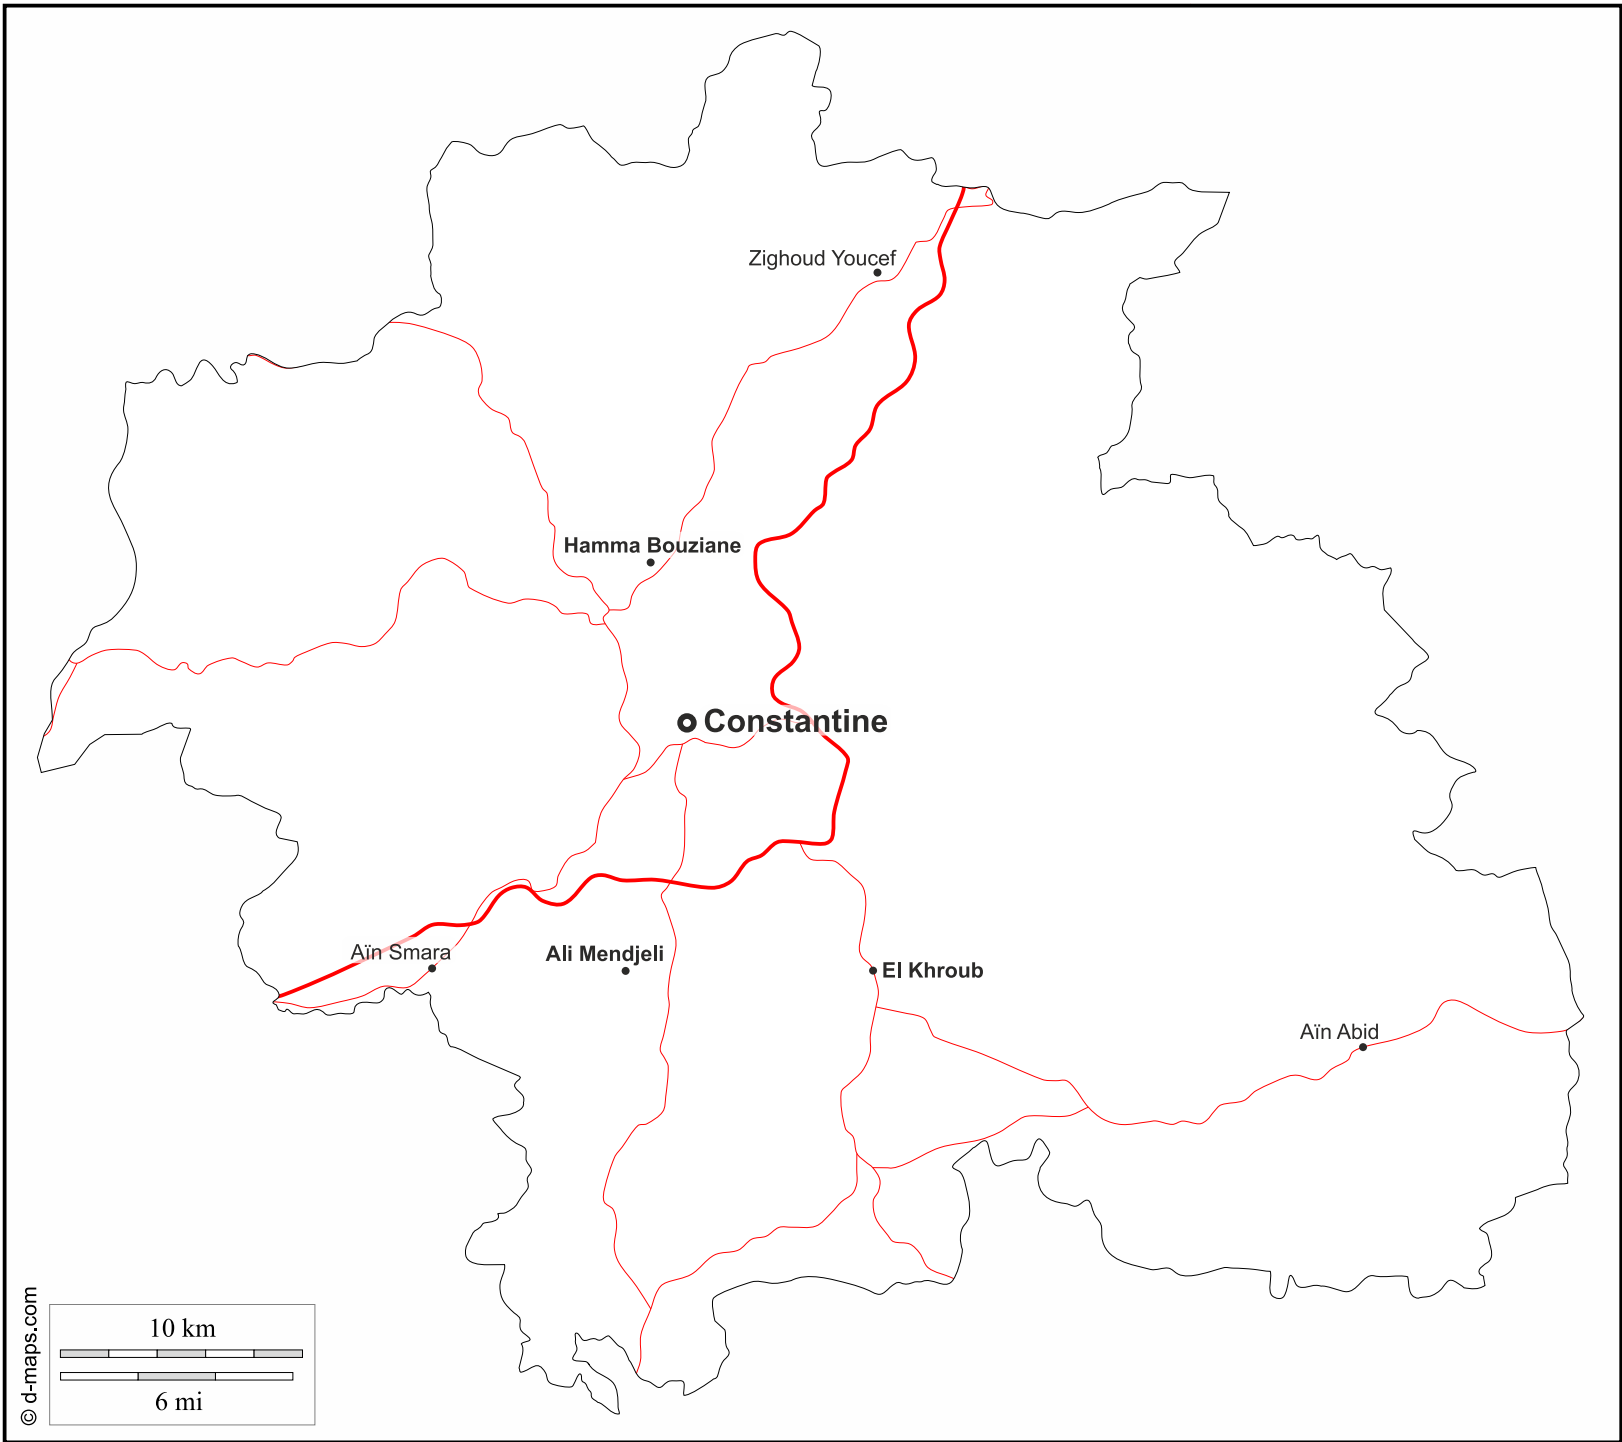 Zighoud Youcef
Hamma Bouziane
Constantine
Aïn Smara
Ali Mendjeli
El Khroub
Aïn Abid
10 km
6 mi
© d-maps.com